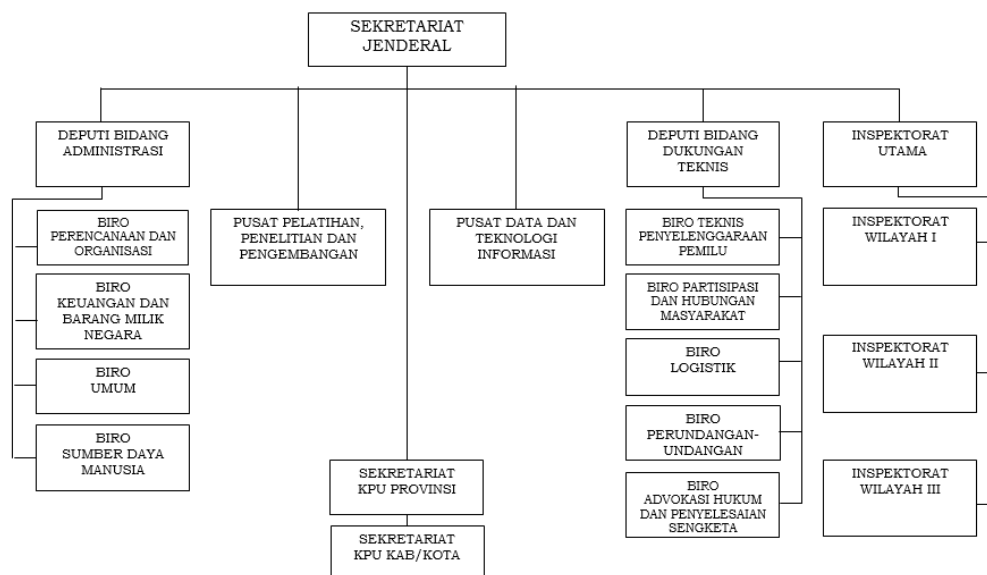 SEKRETARIAT
JENDERAL
DEPUTI BIDANG
ADMINISTRASI
DEPUTI BIDANG
DUKUNGAN
TEKNIS
INSPEKTORAT
UTAMA
BIRO
PERENCANAAN DAN
ORGANISASI
PUSAT PELATIHAN,
PENELITIAN DAN
PENGEMBANGAN
PUSAT DATA DAN
TEKNOLOGI
INFORMASI
BIRO TEKNIS
PENYELENGGARAAN
PEMILU
INSPEKTORAT
WILAYAH I
BIRO
KEUANGAN DAN
BARANG MILIK
NEGARA
BIRO PARTISIPASI
DAN HUBUNGAN
MASYARAKAT
BIRO
UMUM
BIRO
LOGISTIK
INSPEKTORAT
WILAYAH II
BIRO
SUMBER DAYA
MANUSIA
BIRO
PERUNDANGAN-
UNDANGAN
SEKRETARIAT
KPU PROVINSI
BIRO
ADVOKASI HUKUM
DAN PENYELESAIAN
SENGKETA
INSPEKTORAT
WILAYAH III
SEKRETARIAT
KPU KAB/KOTA